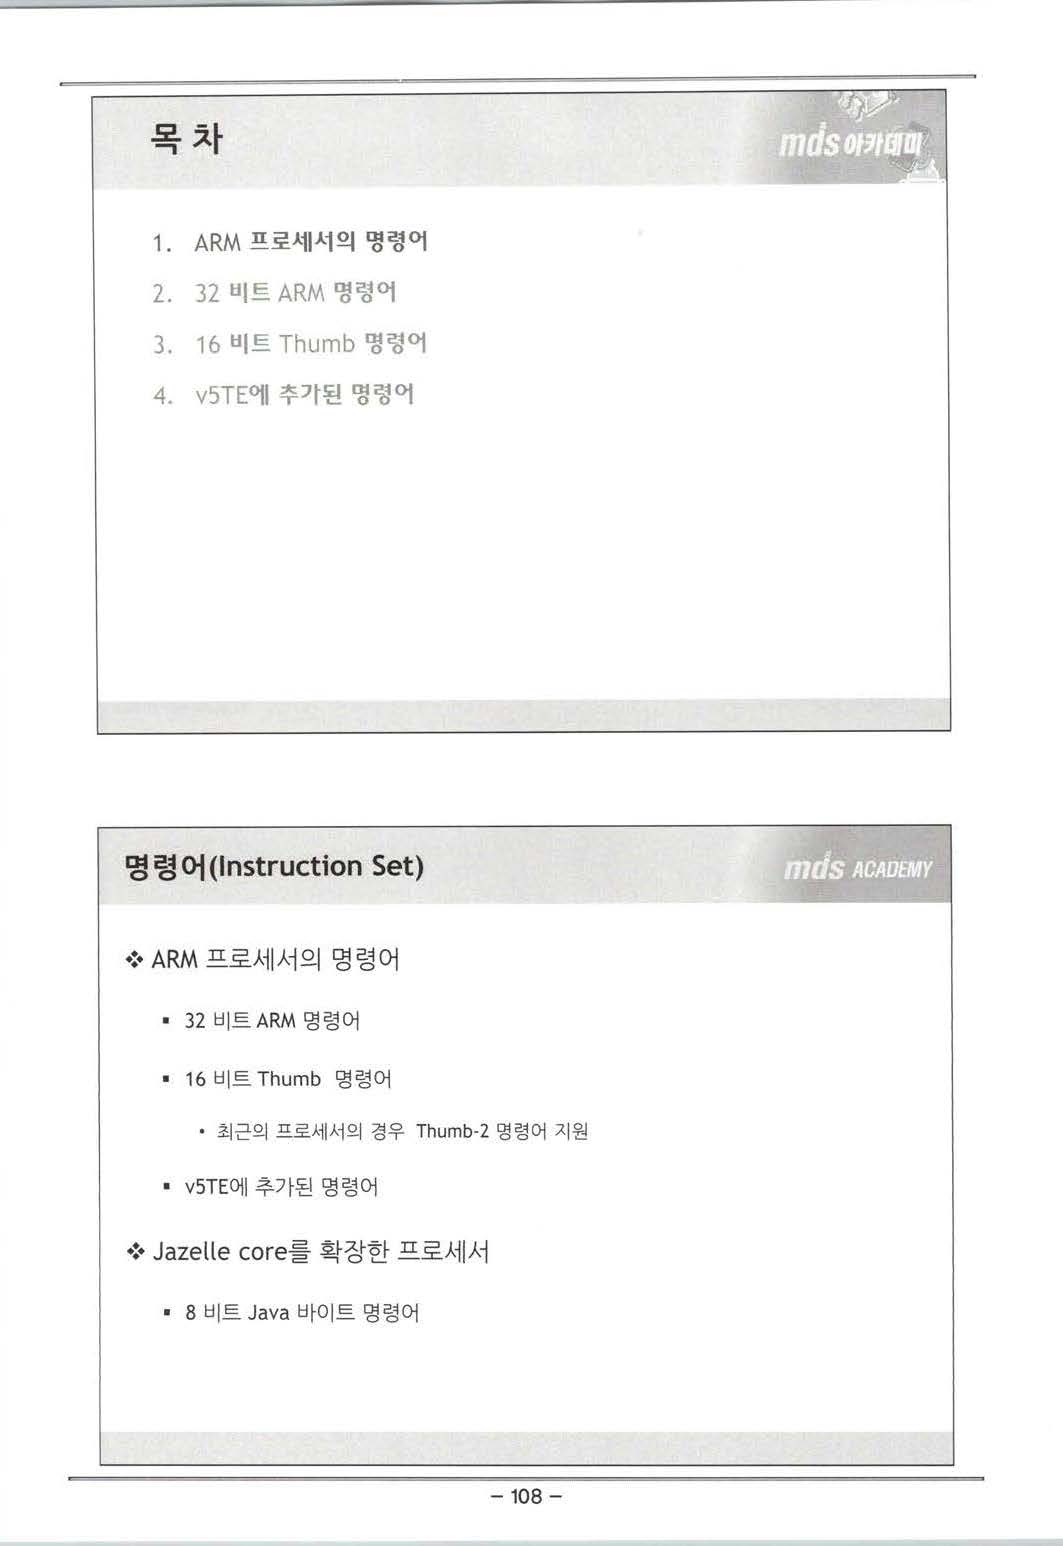 목 차
mds 아카데미
1. ARM 프로세서의 명령어
2. 32 비트 ARM 명령어
3. 16 비트 Thumb 명령어
4. v5TE에 추가된 명령어
명령어(Instruction Set)
mds ACADEMY
❖ ARM 프로세서의 명령어
▪ 32 비트 ARM 명령어
▪ 16 비트 Thumb 명령어
• 최근의 프로세서의 경우 Thumb-2 명령어 지원
▪ v5TE에 추가된 명령어
❖ Jazelle core를 확장한 프로세서
▪ 8 비트 Java 바이트 명령어
– 108 –